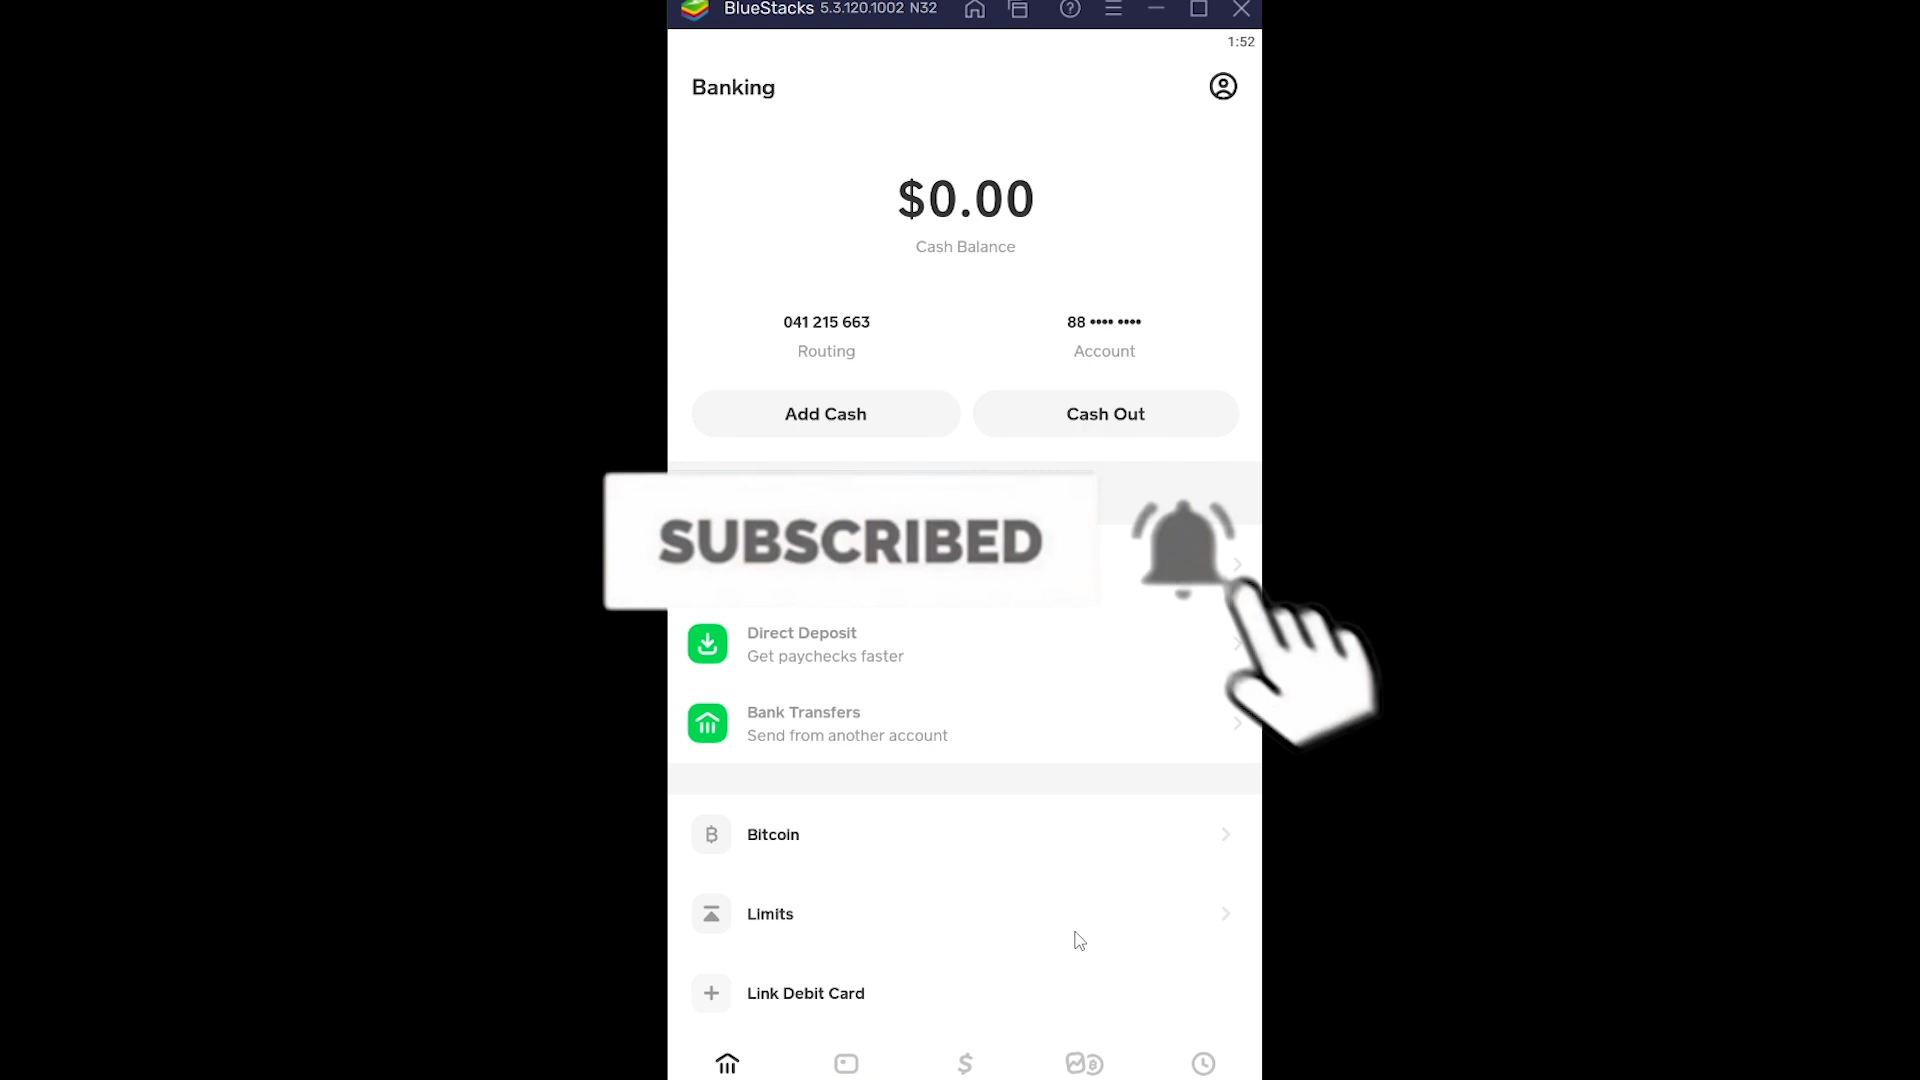 BlueStacks 5.3.120.1002 N32
1:52
Banking
$0.00
Cash Balance
041 215 663
Routing
88 •••• ••••
Account
Add Cash
Cash Out
SUBSCRIBED
Direct Deposit
Get paychecks faster
Bank Transfers
Send from another account
Bitcoin
Limits
Link Debit Card